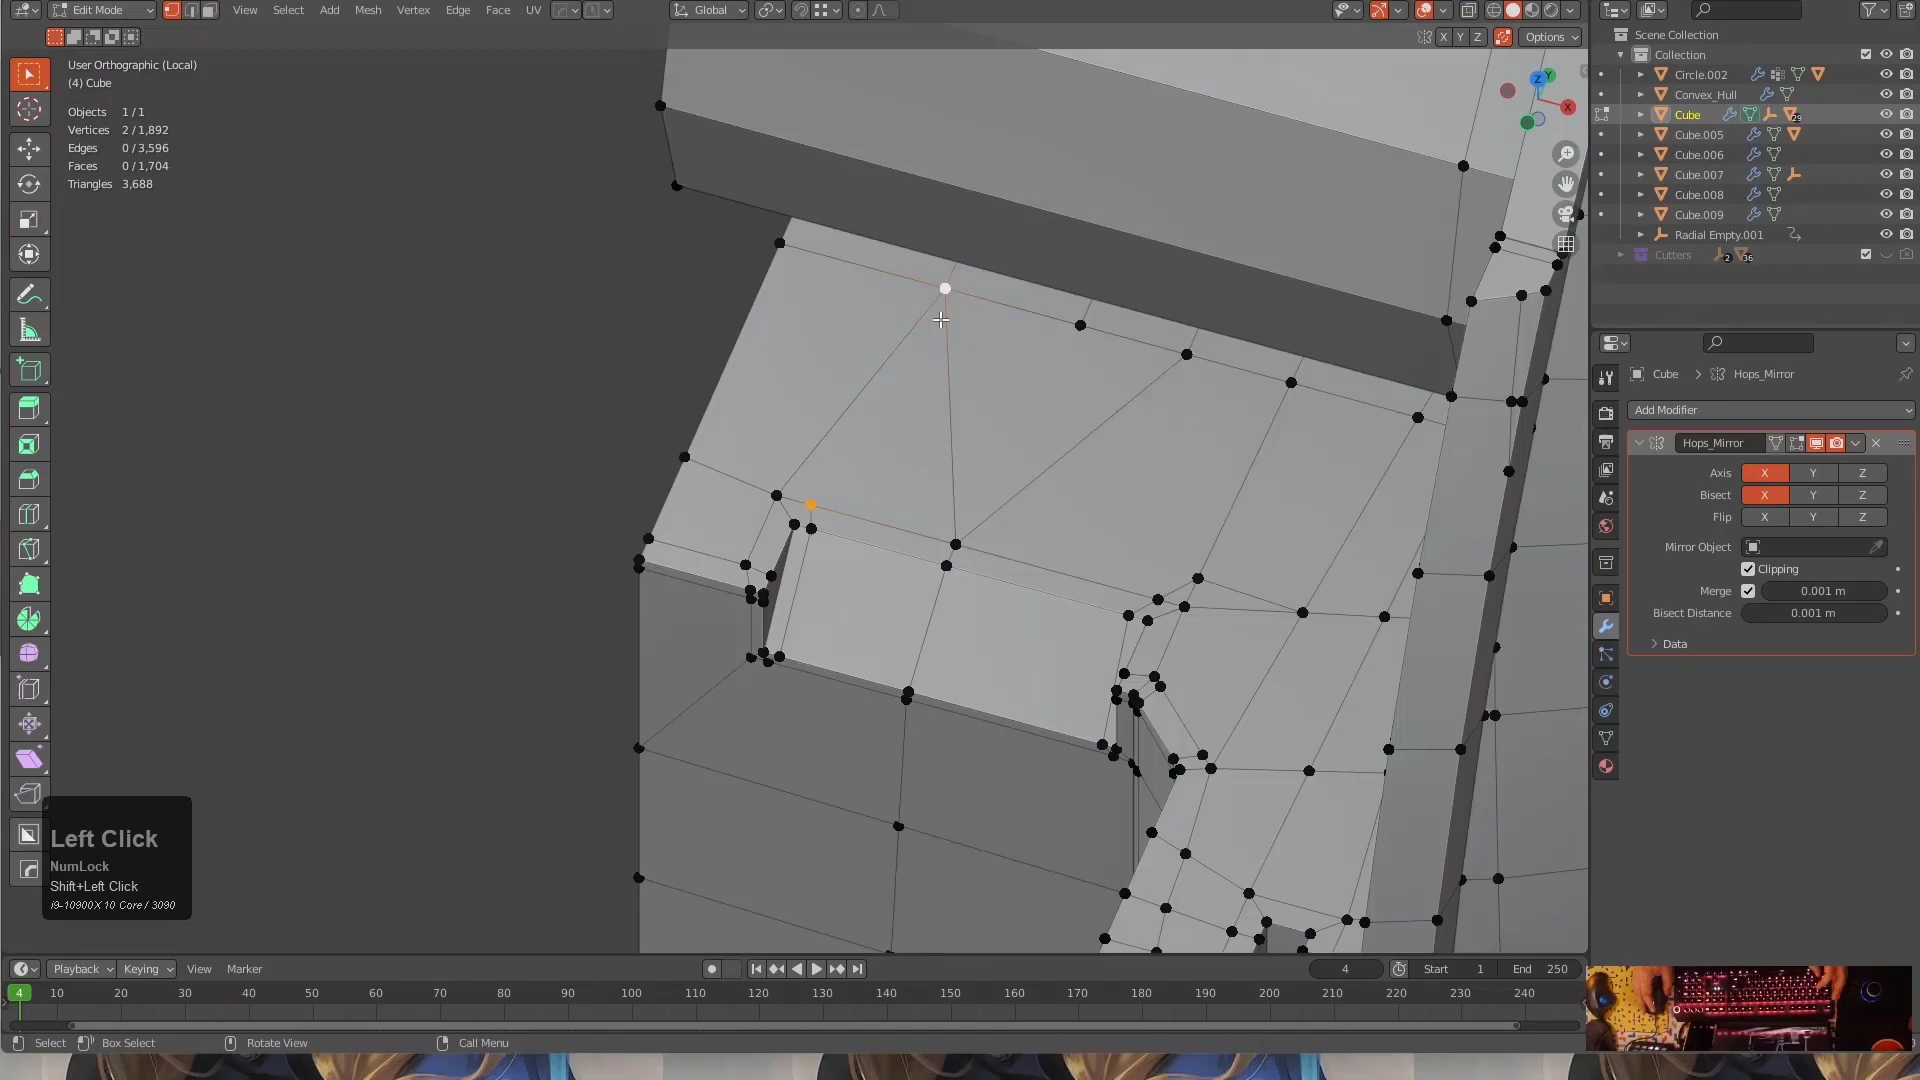 Edit Mode View Select Add Mesh Vertex Edge Face UV Global
X Y Z Options
User Orthographic (Local)
(4) Cube
Objects 1 / 1
Vertices 2 / 1,892
Edges 0 / 3,596
Faces 0 / 1,704
Triangles 3,688
Z Y X
Scene Collection
Collection
Circle.002
Convex_Hull
Cube 29
Cube.005
Cube.006
Cube.007
Cube.008
Cube.009
Radial Empty.001
Cutters 2 36
Cube > Hops_Mirror
Add Modifier
Hops_Mirror
Axis X Y Z
Bisect X Y Z
Flip X Y Z
Mirror Object
Clipping
Merge 0.001 m
Bisect Distance 0.001 m
Data
Left Click
NumLock
Shift+Left Click
i9-10900X 10 Core / 3090
Playback Keying View Marker 4 Start 1 End 250
4 10 20 30 40 50 60 70 80 90 100 110 120 130 140 150 160 170 180 190 200 210 220 230 240
Select Box Select Rotate View Call Menu